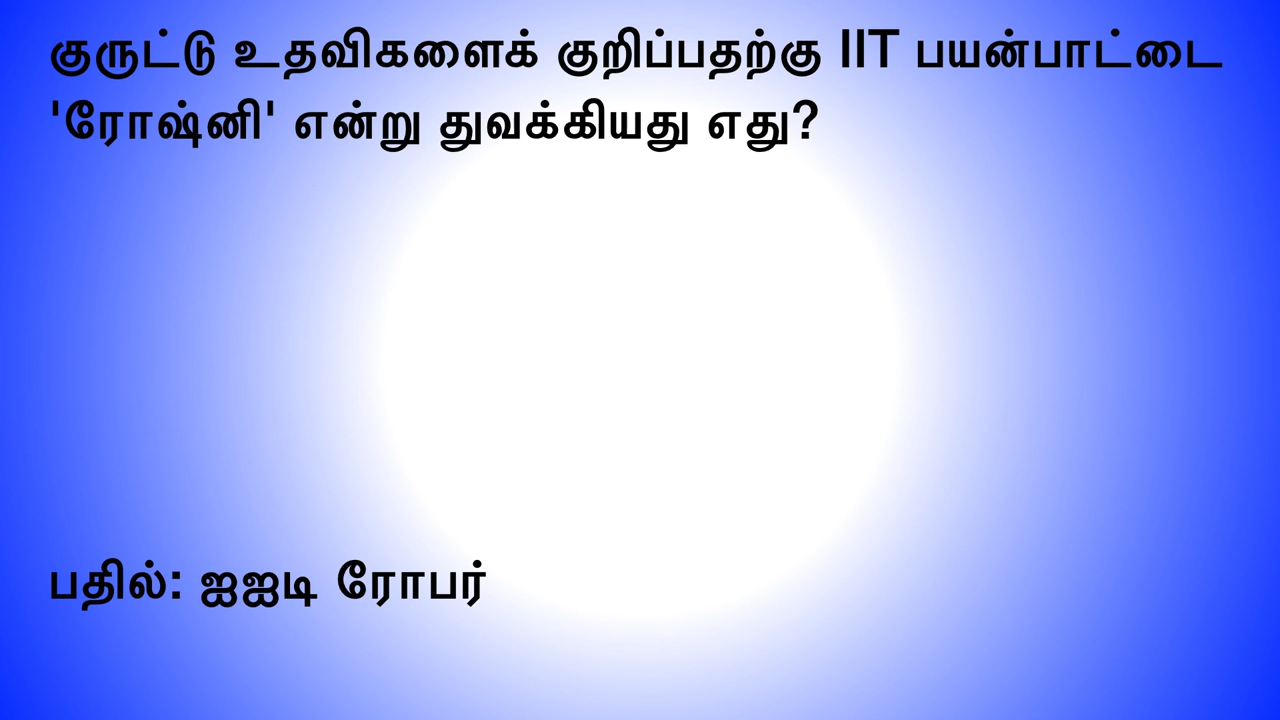 குருட்டு உதவிகளைக் குறிப்பதற்கு IIT பயன்பாட்டை
'ரோஷ்னி' என்று துவக்கியது எது?
பதில்: ஐஐடி ரோபர்